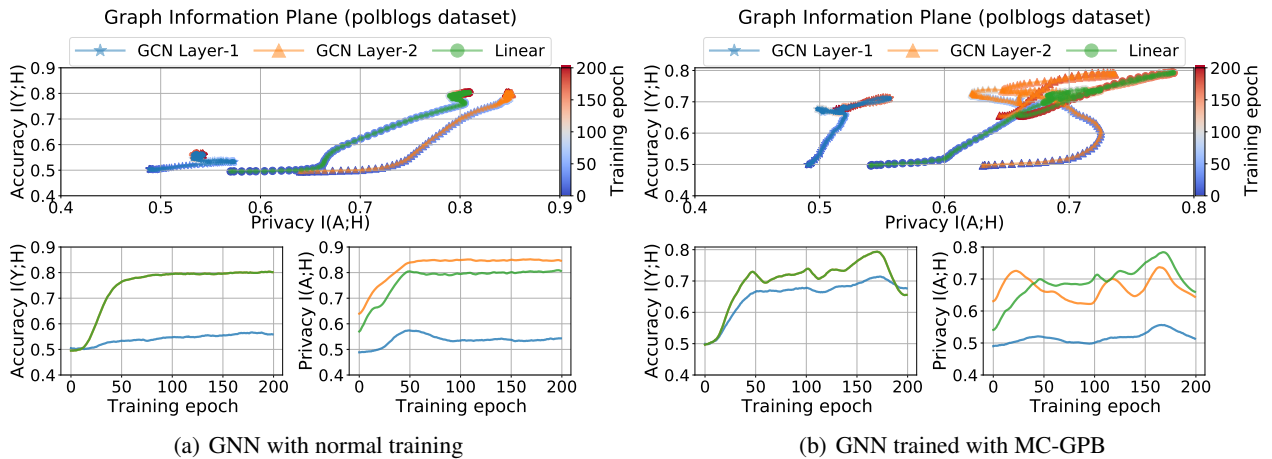 Graph Information Plane (polblogs dataset)
GCN Layer-1 GCN Layer-2 Linear
Accuracy I(Y;H)
0.9
0.8
0.7
0.6
0.5
0.4
0.4 0.5 0.6 0.7 0.8 0.9
Privacy I(A;H)
200
150
100
50
0
Training epoch
Accuracy I(Y;H)
0.9
0.8
0.7
0.6
0.5
0.4
0 50 100 150 200
Training epoch
Privacy I(A;H)
0.9
0.8
0.7
0.6
0.5
0.4
0 50 100 150 200
Training epoch
(a) GNN with normal training
Graph Information Plane (polblogs dataset)
GCN Layer-1 GCN Layer-2 Linear
Accuracy I(Y;H)
0.8
0.7
0.6
0.5
0.4
0.4 0.5 0.6 0.7 0.8
Privacy I(A;H)
200
150
100
50
0
Training epoch
Accuracy I(Y;H)
0.8
0.7
0.6
0.5
0.4
0 50 100 150 200
Training epoch
Privacy I(A;H)
0.8
0.7
0.6
0.5
0.4
0 50 100 150 200
Training epoch
(b) GNN trained with MC-GPB